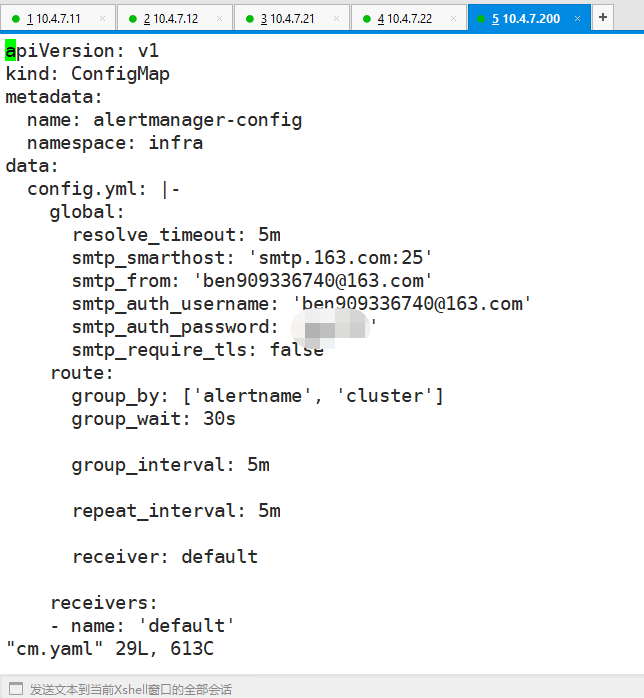 1 10.4.7.11 × 2 10.4.7.12 × 3 10.4.7.21 × 4 10.4.7.22 × 5 10.4.7.200 × +
apiVersion: v1
kind: ConfigMap
metadata:
  name: alertmanager-config
  namespace: infra
data:
  config.yml: |-
    global:
      resolve_timeout: 5m
      smtp_smarthost: 'smtp.163.com:25'
      smtp_from: 'ben909336740@163.com'
      smtp_auth_username: 'ben909336740@163.com'
      smtp_auth_password: '
      smtp_require_tls: false
    route:
      group_by: ['alertname', 'cluster']
      group_wait: 30s
      group_interval: 5m
      repeat_interval: 5m
      receiver: default
    receivers:
    - name: 'default'
"cm.yaml" 29L, 613C
发送文本到当前Xshell窗口的全部会话